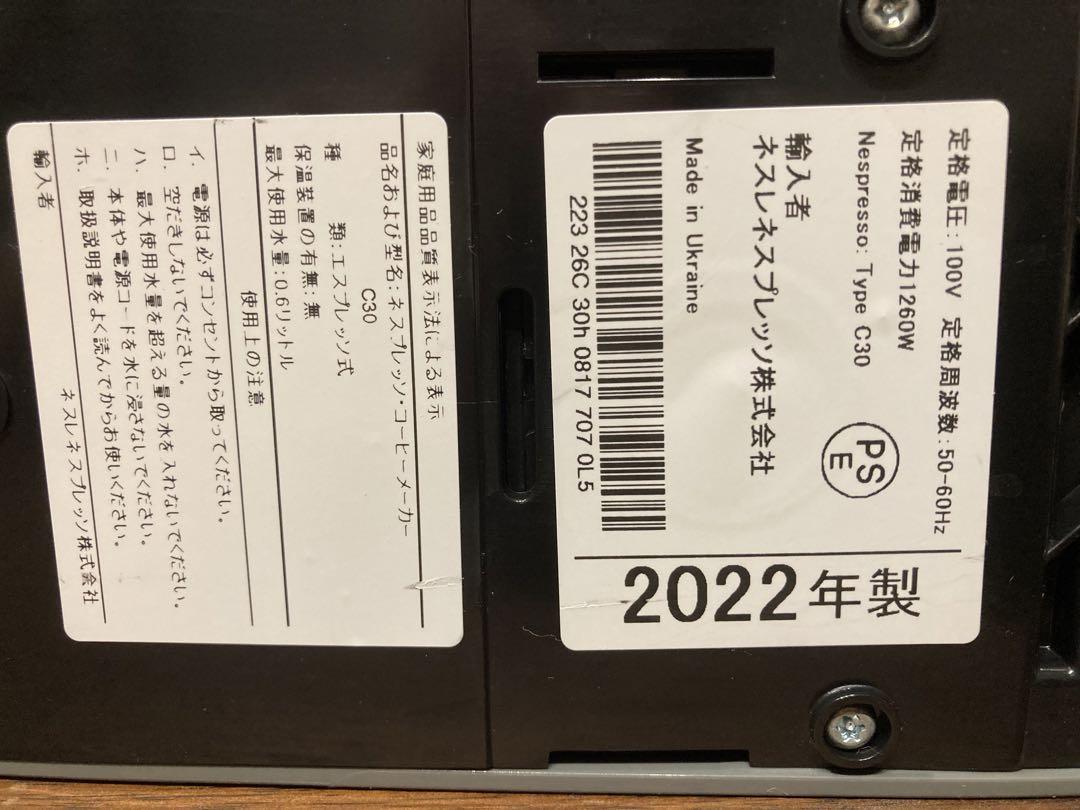 定格電圧:100V 定格周波数:50-60Hz
定格消費電力1260W
Nespresso: Type C30
PS
E
輸入者
ネスレネスプレッソ株式会社
Made in Ukraine
223 26C 30h 0817 707 0L5
2022年製
家庭用品品質表示法による表示
品名および型名:ネスプレッソ・コーヒーメーカー
C30
種 類:エスプレッソ式
保温装置の有無:無
最大使用水量:0.6リットル
使用上の注意
イ、電源は必ずコンセントから取ってください。
ロ、空だきしないでください。
ハ、最大使用水量を超える量の水を入れないでください。
ニ、本体や電源コードを水に浸さないでください。
ホ、取扱説明書をよく読んでからお使いください。
輸入者 ネスレネスプレッソ株式会社